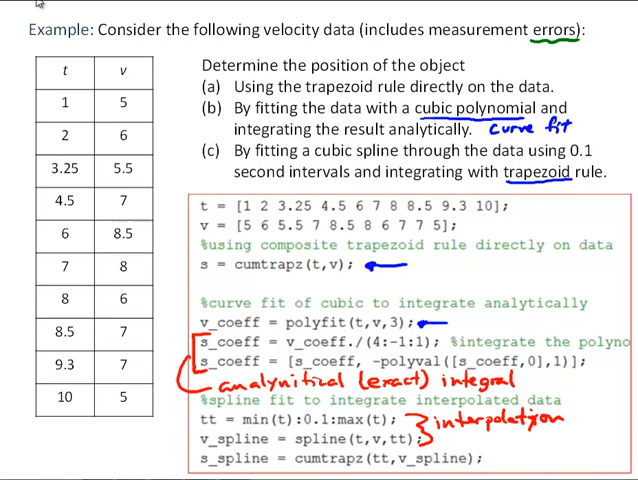 Example: Consider the following velocity data (includes measurement errors):
t v
1 5
2 6
3.25 5.5
4.5 7
6 8.5
7 8
8 6
8.5 7
9.3 7
10 5
Determine the position of the object
(a) Using the trapezoid rule directly on the data.
(b) By fitting the data with a cubic polynomial and
integrating the result analytically. curve fit
(c) By fitting a cubic spline through the data using 0.1
second intervals and integrating with trapezoid rule.
t = [1 2 3.25 4.5 6 7 8 8.5 9.3 10];
v = [5 6 5.5 7 8.5 8 6 7 7 5];
%using composite trapezoid rule directly on data
s = cumtrapz(t,v);
%curve fit of cubic to integrate analytically
v_coeff = polyfit(t,v,3);
s_coeff = v_coeff./(4:-1:1); %integrate the polyno
s_coeff = [s_coeff, -polyval([s_coeff,0],1)];
analynitical (exact) integral
%spline fit to integrate interpolated data
tt = min(t):0.1:max(t); interpolation
v_spline = spline(t,v,tt);
s_spline = cumtrapz(tt,v_spline);